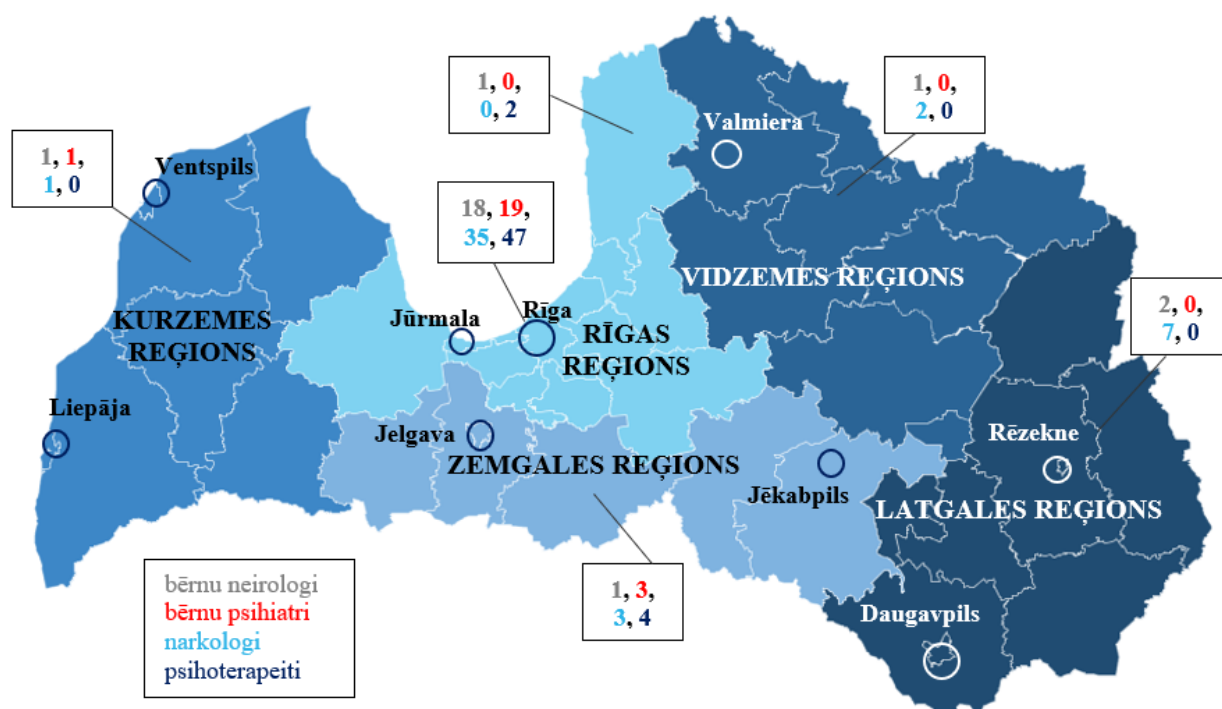 1, 0,
0, 2
1, 0,
2, 0
Valmiera
1, 1,
1, 0
Ventspils
18, 19,
35, 47
VIDZEMES REĢIONS
2, 0,
7, 0
KURZEMES
REĢIONS
Jūrmala
Rīga
RĪGAS
REĢIONS
Liepāja
Jelgava
ZEMGALES REĢIONS
Rēzekne
Jēkabpils
LATGALES REĢIONS
1, 3,
3, 4
Daugavpils
bērnu neirologi
bērnu psihiatri
narkologi
psihoterapeiti